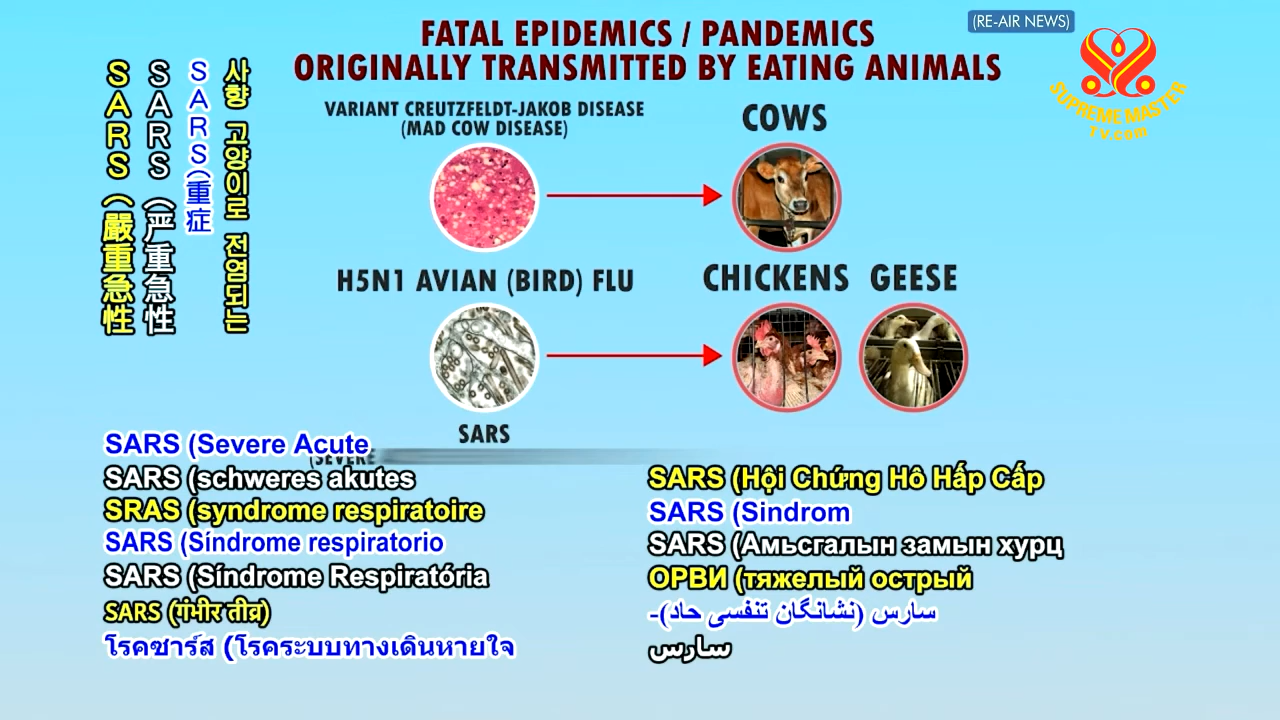 (RE-AIR NEWS)
FATAL EPIDEMICS / PANDEMICS
ORIGINALLY TRANSMITTED BY EATING ANIMALS
SUPREME MASTER
TV.com
VARIANT CREUTZFELDT-JAKOB DISEASE
(MAD COW DISEASE)
COWS
H5N1 AVIAN (BIRD) FLU
CHICKENS GEESE
SARS
(SEVERE
사향 고양이로 전염되는
SARS(重症
SARS (严重急性
SARS (嚴重急性
SARS (Severe Acute
SARS (schweres akutes
SRAS (syndrome respiratoire
SARS (Síndrome respiratorio
SARS (Síndrome Respiratória
SARS (गंभीर तीव्र)
โรคซาร์ส (โรคระบบทางเดินหายใจ
SARS (Hội Chứng Hô Hấp Cấp
SARS (Sindrom
SARS (Амьсгалын замын хурц
ОРВИ (тяжелый острый
سارس (نشانگان تنفسی حاد)-
سارس